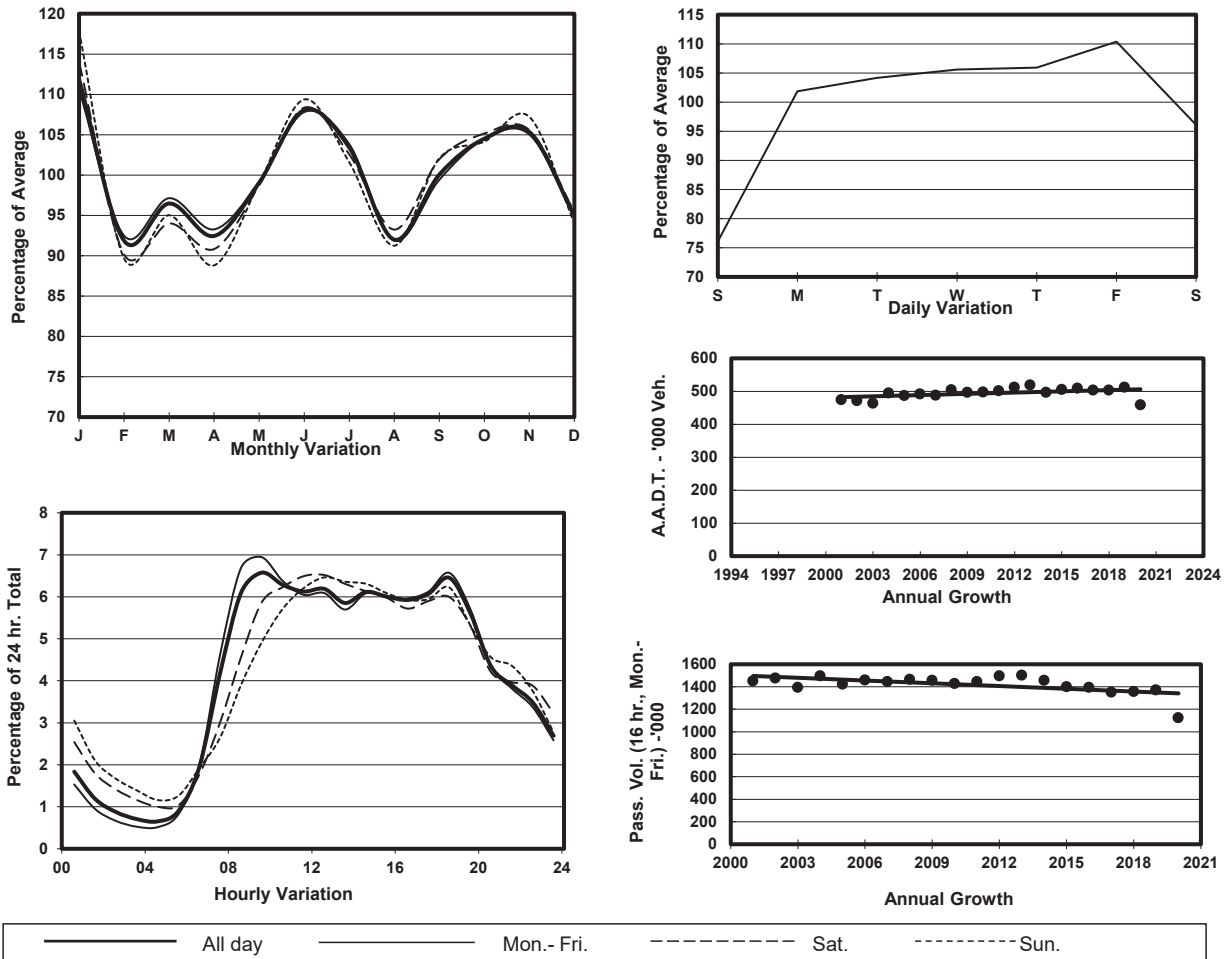 120
115
110
105
100
95
90
85
80
75
70
Percentage of Average
J F M A M J J A S O N D
Monthly Variation
115
110
105
100
95
90
85
80
75
70
Percentage of Average
S M T W T F S
Daily Variation
600
500
400
300
200
100
0
A.A.D.T. - '000 Veh.
1994 1997 2000 2003 2006 2009 2012 2015 2018 2021 2024
Annual Growth
8
7
6
5
4
3
2
1
0
Percentage of 24 hr. Total
00 04 08 12 16 20 24
Hourly Variation
1600
1400
1200
1000
800
600
400
200
0
Pass. Vol. (16 hr., Mon.-
Fri.) -'000
2000 2003 2006 2009 2012 2015 2018 2021
Annual Growth
All day Mon.- Fri. Sat. Sun.